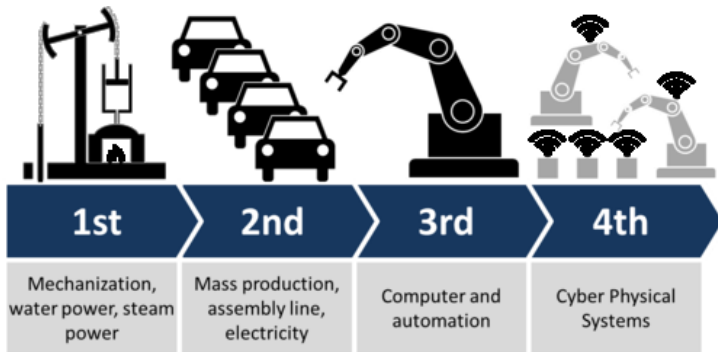 1st
2nd
3rd
4th
Mechanization,
water power, steam
power
Mass production,
assembly line,
electricity
Computer and
automation
Cyber Physical
Systems